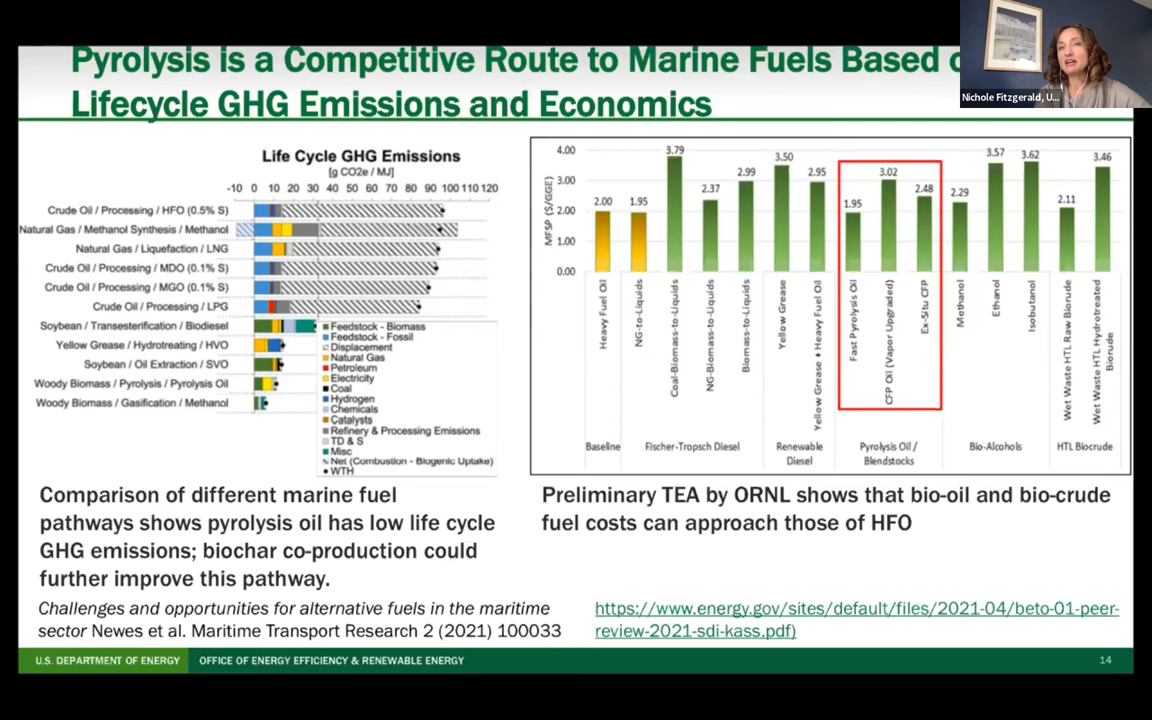 Pyrolysis is a Competitive Route to Marine Fuels Based
Lifecycle GHG Emissions and Economics
Nichole Fitzgerald, U...
Life Cycle GHG Emissions
[g CO2e / MJ]
-10 0 10 20 30 40 50 60 70 80 90 100 110 120
Crude Oil / Processing / HFO (0.5% S)
Natural Gas / Methanol Synthesis / Methanol
Natural Gas / Liquefaction / LNG
Crude Oil / Processing / MDO (0.1% S)
Crude Oil / Processing / MGO (0.1% S)
Crude Oil / Processing / LPG
Soybean / Transesterification / Biodiesel
Yellow Grease / Hydrotreating / HVO
Soybean / Oil Extraction / SVO
Woody Biomass / Pyrolysis / Pyrolysis Oil
Woody Biomass / Gasification / Methanol
Feedstock - Biomass
Feedstock - Fossil
Displacement
Natural Gas
Petroleum
Electricity
Coal
Hydrogen
Chemicals
Catalysts
Refinery & Processing Emissions
TD & S
Misc
Net (Combustion - Biogenic Uptake)
WTH
MFSP ($/GGE)
4.00
3.00
2.00
1.00
0.00
2.00
1.95
3.79
2.37
2.99
3.50
2.95
1.95
3.02
2.48
2.29
3.57
3.62
2.11
3.46
Heavy Fuel Oil
NG-to-Liquids
Coal-Biomass-to-Liquids
NG-Biomass-to-Liquids
Biomass-to-Liquids
Yellow Grease
Yellow Grease + Heavy Fuel Oil
Fast Pyrolysis Oil
CFP Oil (Vapor Upgraded)
Ex-Situ CFP
Methanol
Ethanol
Isobutanol
Wet Waste HTL Raw Biorude
Wet Waste HTL Hydrotreated
Biorude
Baseline
Fischer-Tropsch Diesel
Renewable
Diesel
Pyrolysis Oil /
Blendstocks
Bio-Alcohols
HTL Biocrude
Comparison of different marine fuel
pathways shows pyrolysis oil has low life cycle
GHG emissions; biochar co-production could
further improve this pathway.
Challenges and opportunities for alternative fuels in the maritime
sector Newes et al. Maritime Transport Research 2 (2021) 100033
Preliminary TEA by ORNL shows that bio-oil and bio-crude
fuel costs can approach those of HFO
https://www.energy.gov/sites/default/files/2021-04/beto-01-peer-
review-2021-sdi-kass.pdf)
U.S. DEPARTMENT OF ENERGY OFFICE OF ENERGY EFFICIENCY & RENEWABLE ENERGY 14